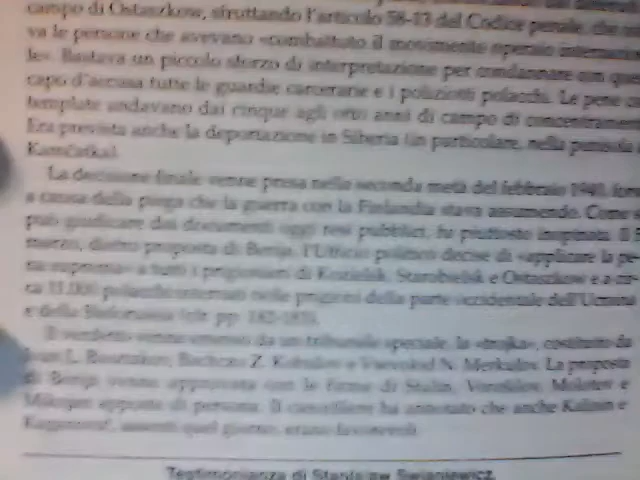 campo di Ostaszkow, sfruttando l'articolo 58-13 del Codice penale, che
va le persone che avevano «combattuto il movimento operaio
le». Bastava un piccolo sforzo di interpretazione per condannare con
capo d'accusa tutte le guardie carcerarie e i poliziotti polacchi. Le pene
template andavano dai cinque agli otto anni di campo di concentramento
Era prevista anche la deportazione in Siberia (in particolare, nella penisola
Kamčatka).
La decisione finale venne presa nella seconda metà del febbraio 1940, forse
a causa della piega che la guerra con la Finlandia stava assumendo. Come
può giudicare dai documenti oggi resi pubblici, fu piuttosto inopinata. Il 5
marzo, dietro proposta di Berija, l'Ufficio politico decise di «applicare la pe-
na suprema» a tutti i prigionieri di Kozielsk, Starobielsk e Ostaszkow e a cir-
ca 11.000 polacchi internati nelle prigioni della parte occidentale dell'Ucraina
e della Bielorussia (cfr. pp. 182-183).
Il verdetto venne emesso da un tribunale speciale, la «trojka», costituito da
L. Z. Kobulov e Vsevolod N. Merkulov. La proposta
di Berija venne approvata con le firme di Stalin, Vorošilov, Molotov e
Mikojan apposte di persona. Il cancelliere ha annotato che anche Kalinin e
Kaganovič, assenti quel giorno, erano favorevoli.
Testimonianza di Stanislaw Swianiewicz